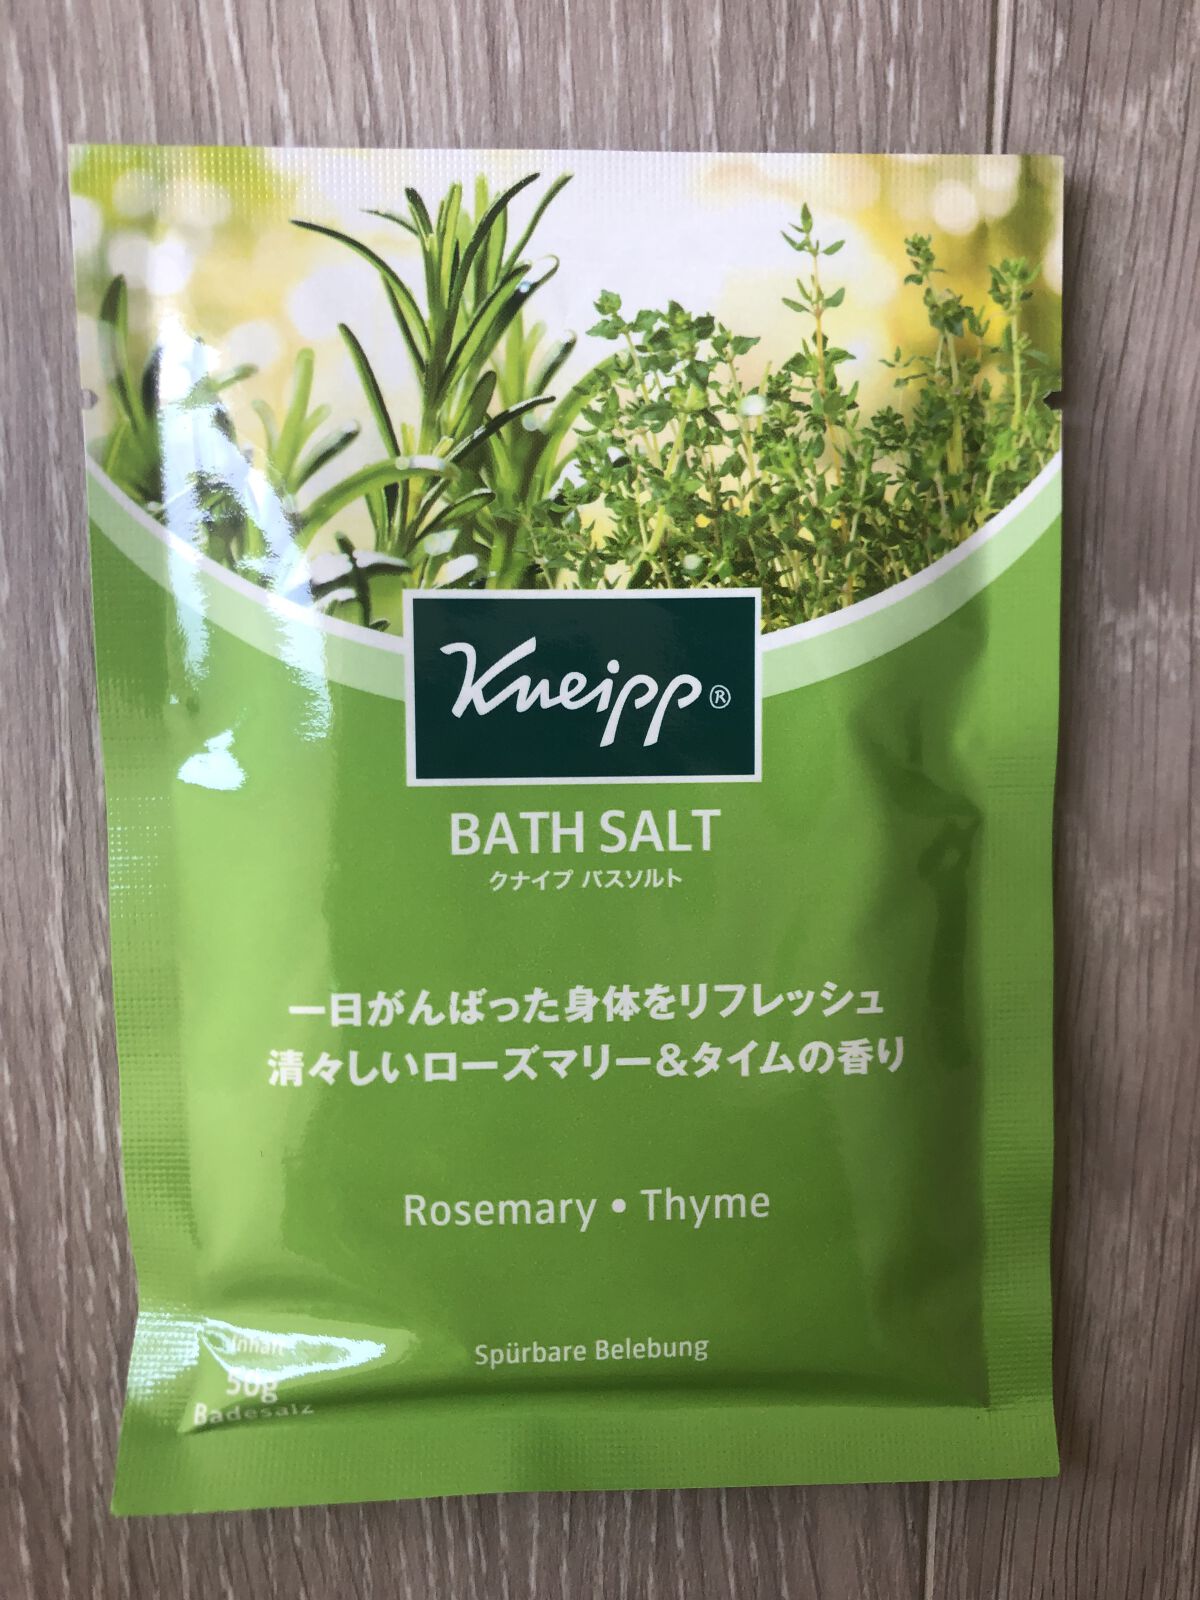 Kneipp®
BATH SALT
クナイプ バスソルト
一日がんばった身体をリフレッシュ
清々しいローズマリー&タイムの香り
Rosemary • Thyme
Spürbare Belebung
Inhalt
50g
Badesalz